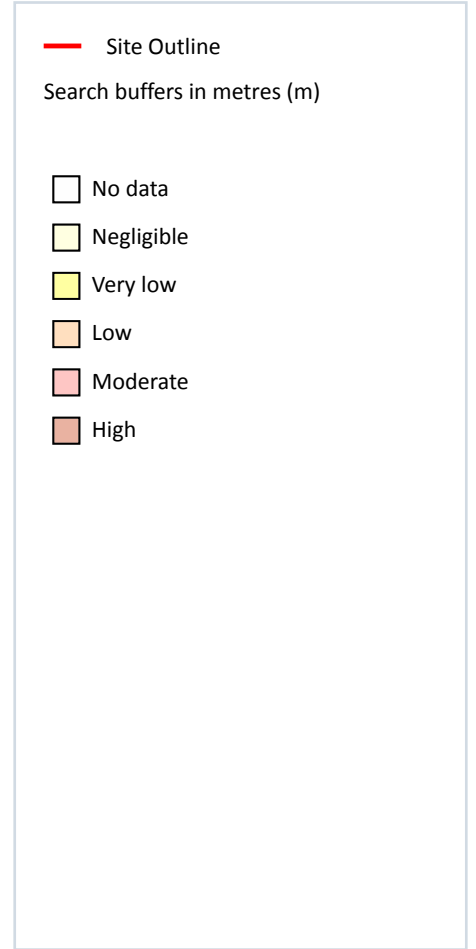 Site Outline
Search buffers in metres (m)
No data
Negligible
Very low
Low
Moderate
High